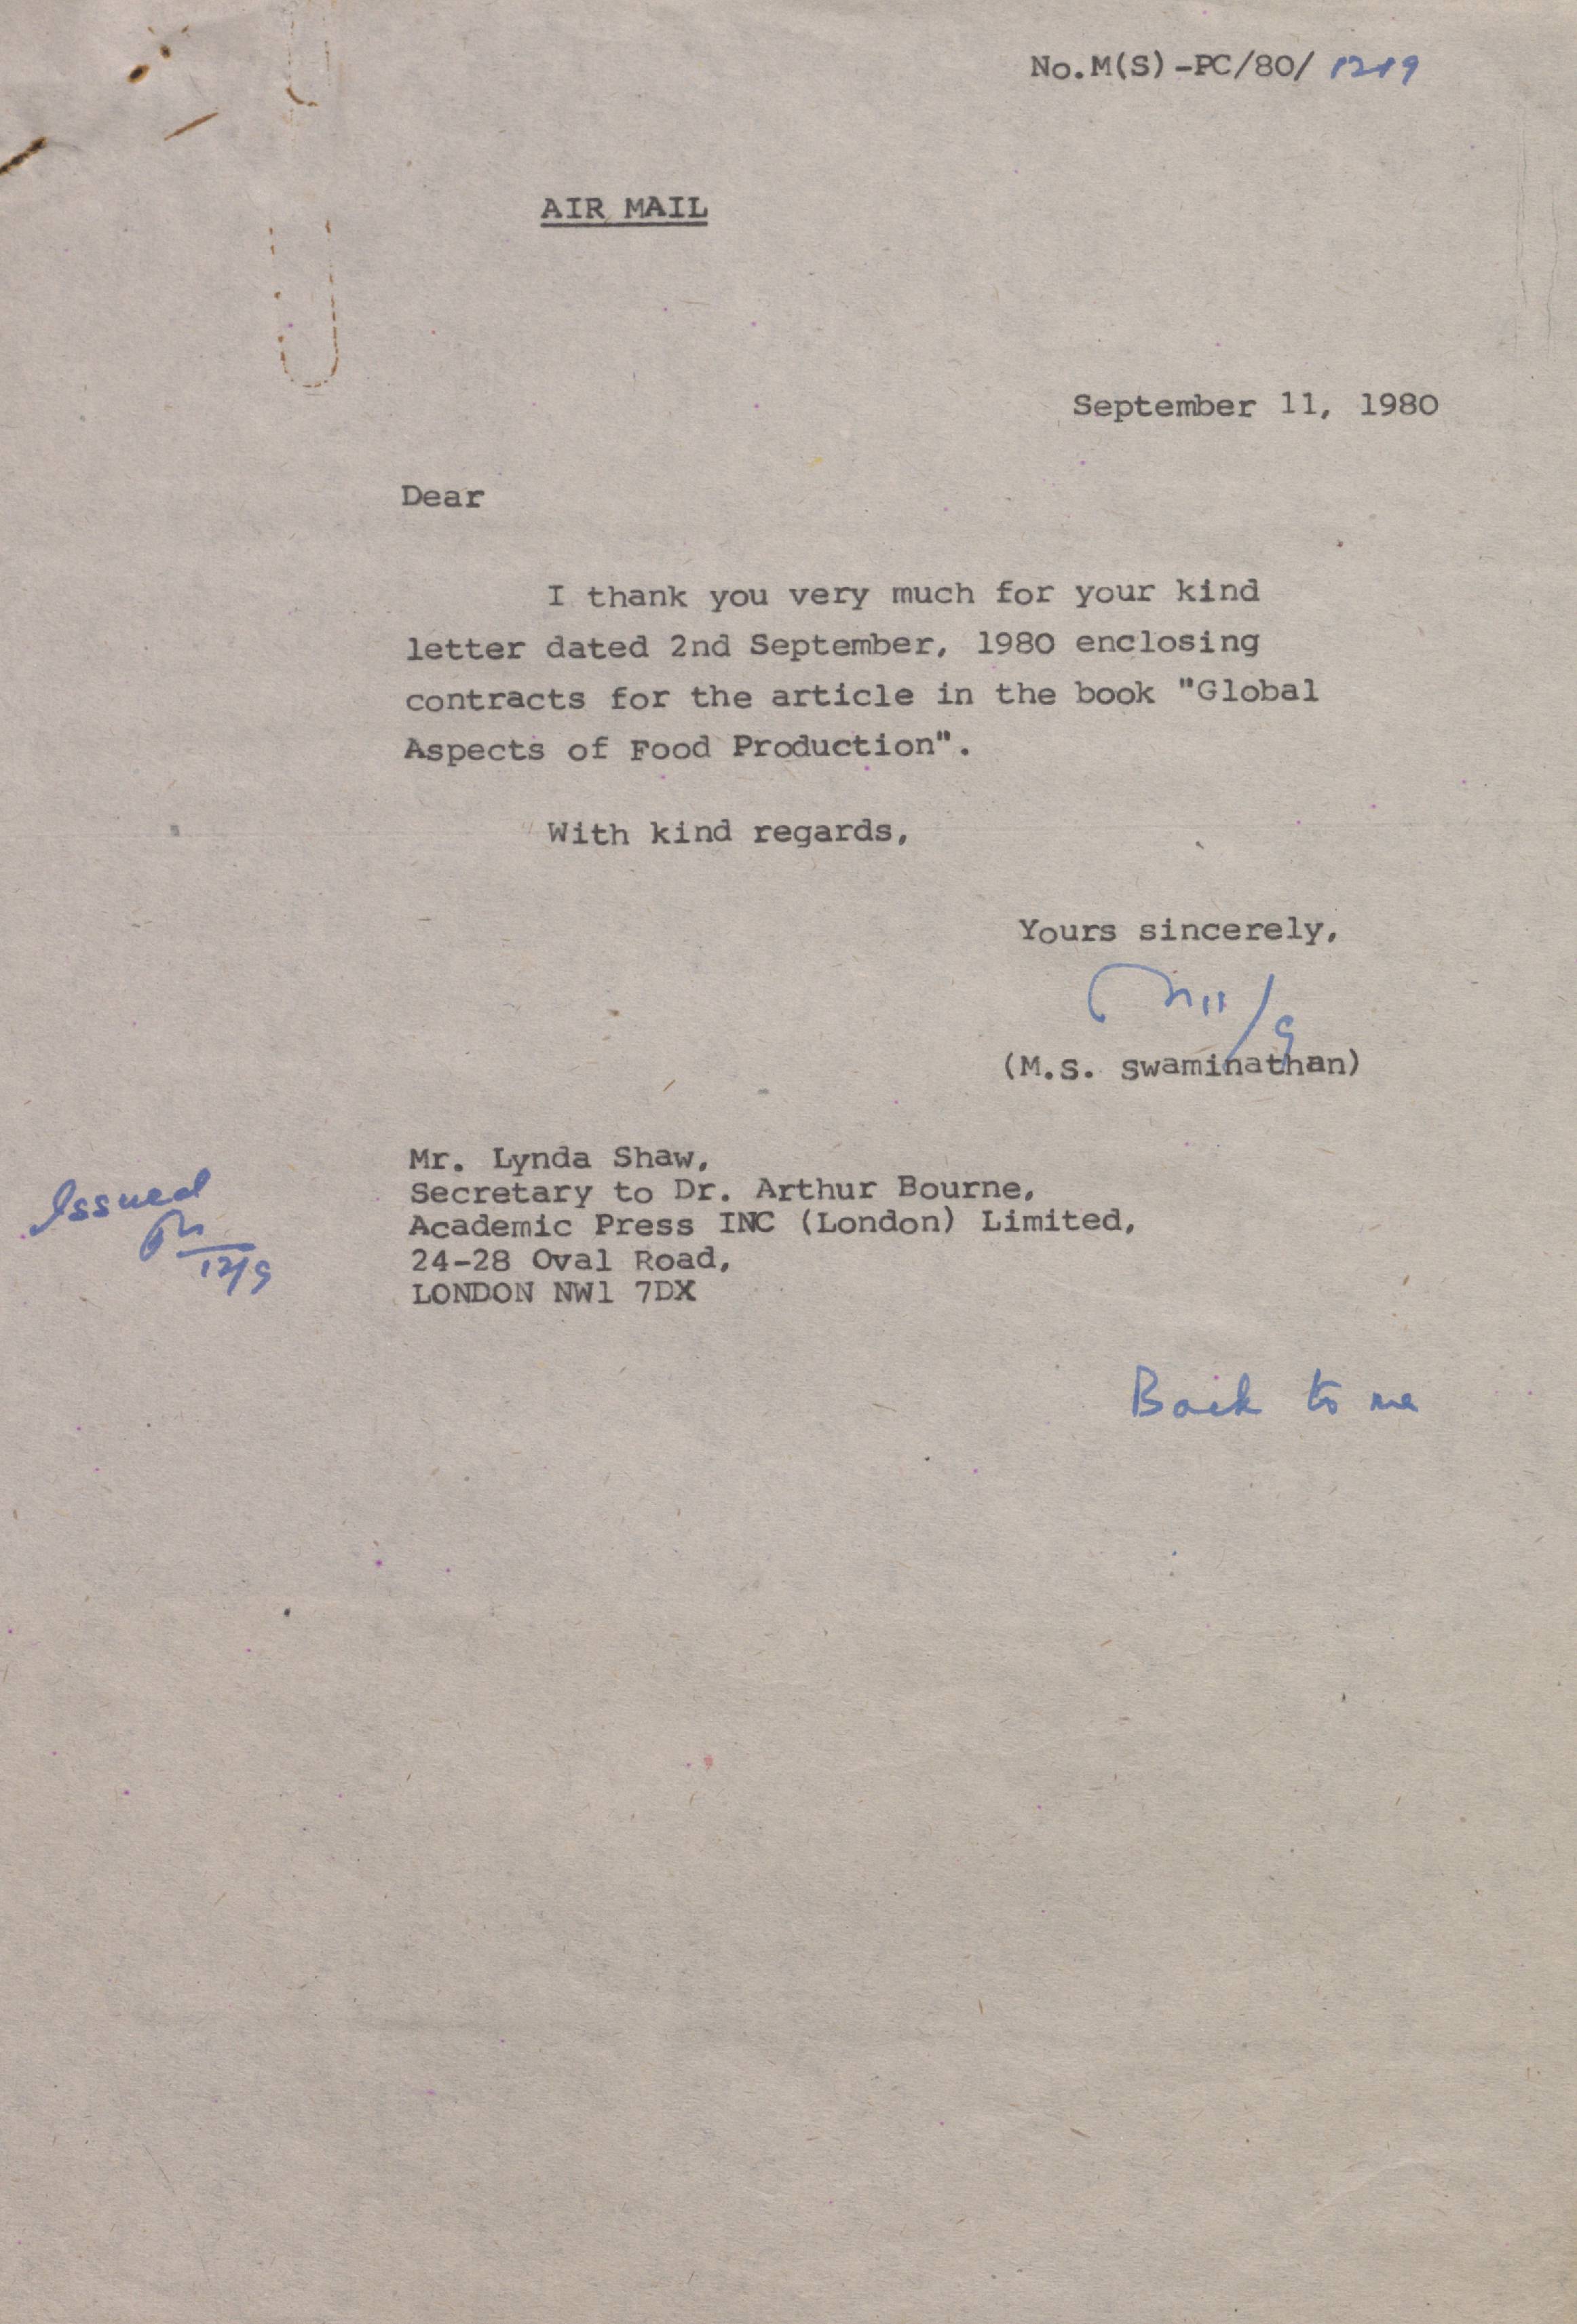 No.M(S)-PC/80/ 1219
AIR MAIL
September 11, 1980
Dear
I thank you very much for your kind
letter dated 2nd September, 1980 enclosing
contracts for the article in the book "Global
Aspects of Food Production".
With kind regards,
Yours sincerely,
11/9
(M.S. Swaminathan)
Mr. Lynda Shaw,
Secretary to Dr. Arthur Bourne,
Academic Press INC (London) Limited,
24-28 Oval Road,
LONDON NW1 7DX
Issued
12/9
Back to me